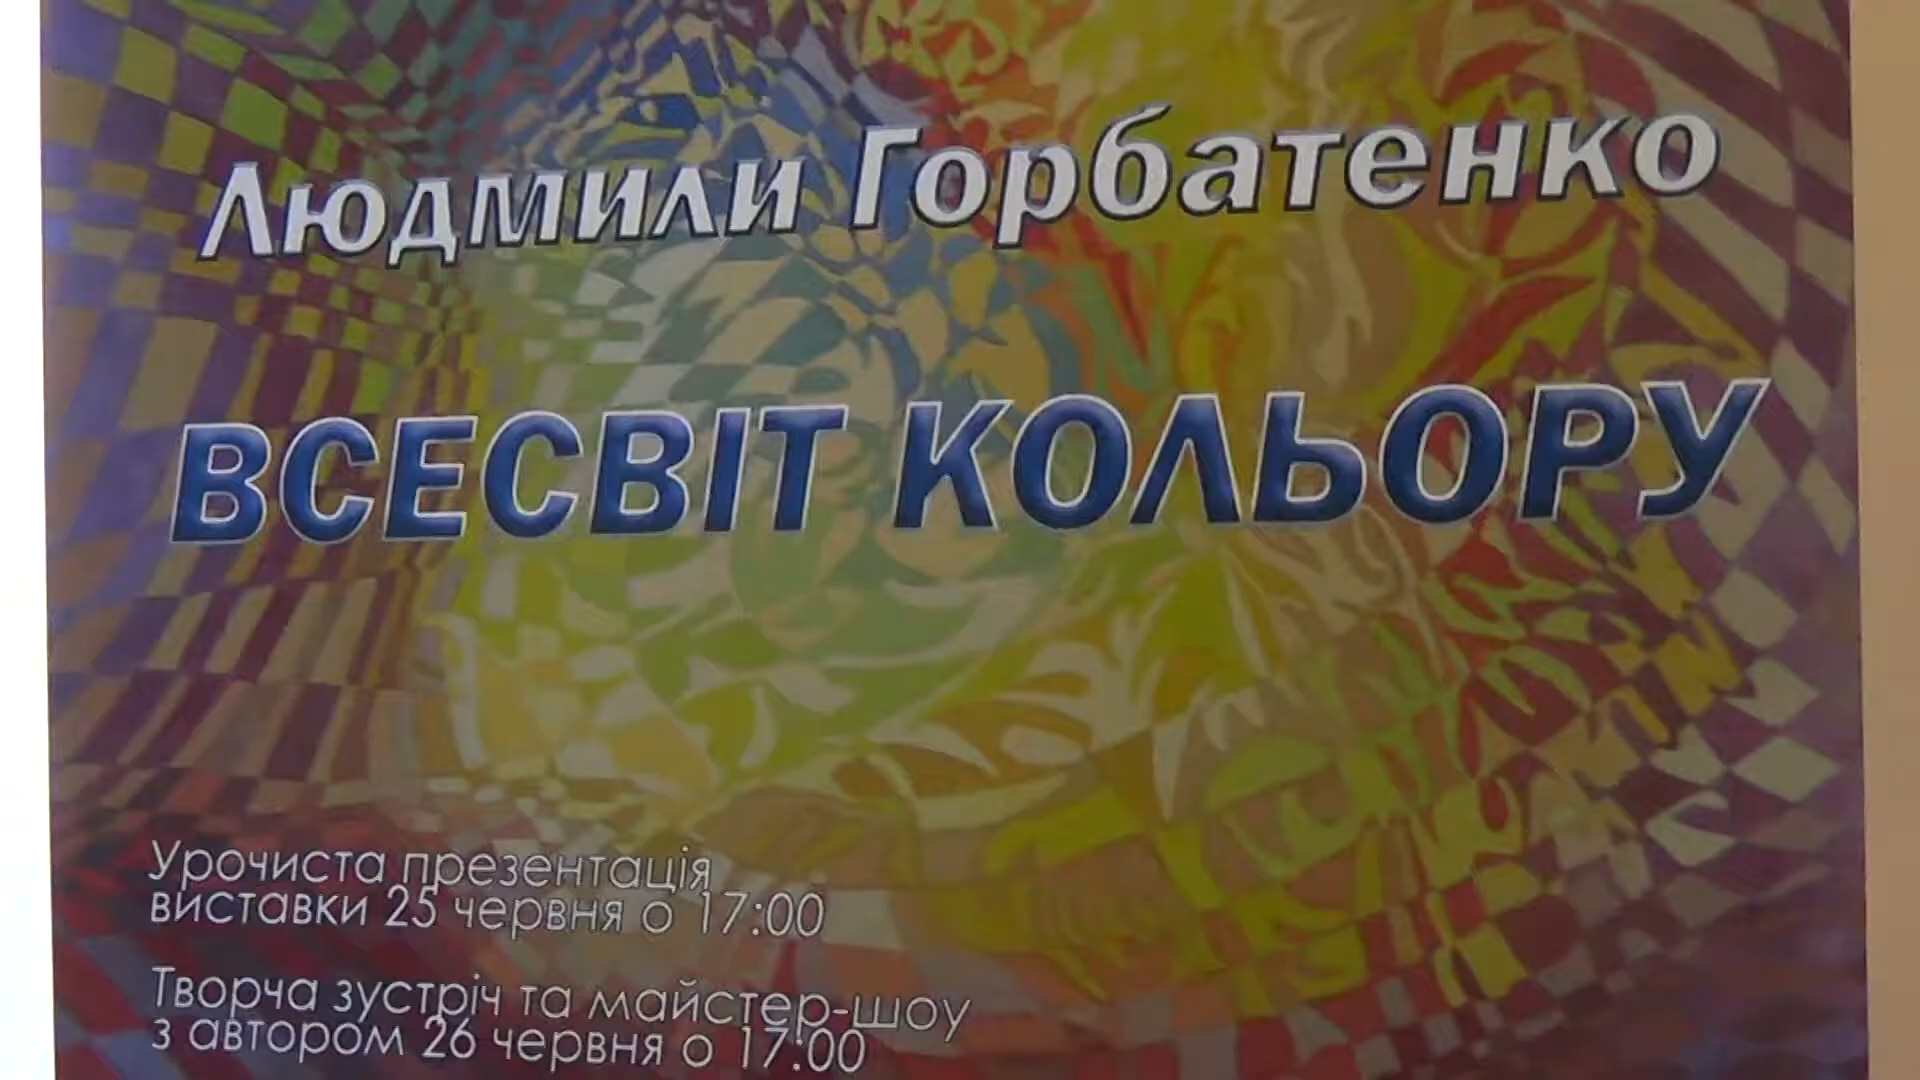 Людмили Горбатенко
ВСЕСВІТ КОЛЬОРУ
Урочиста презентація
виставки 25 червня о 17:00
Творча зустріч та майстер-шоу
з автором 26 червня о 17:00